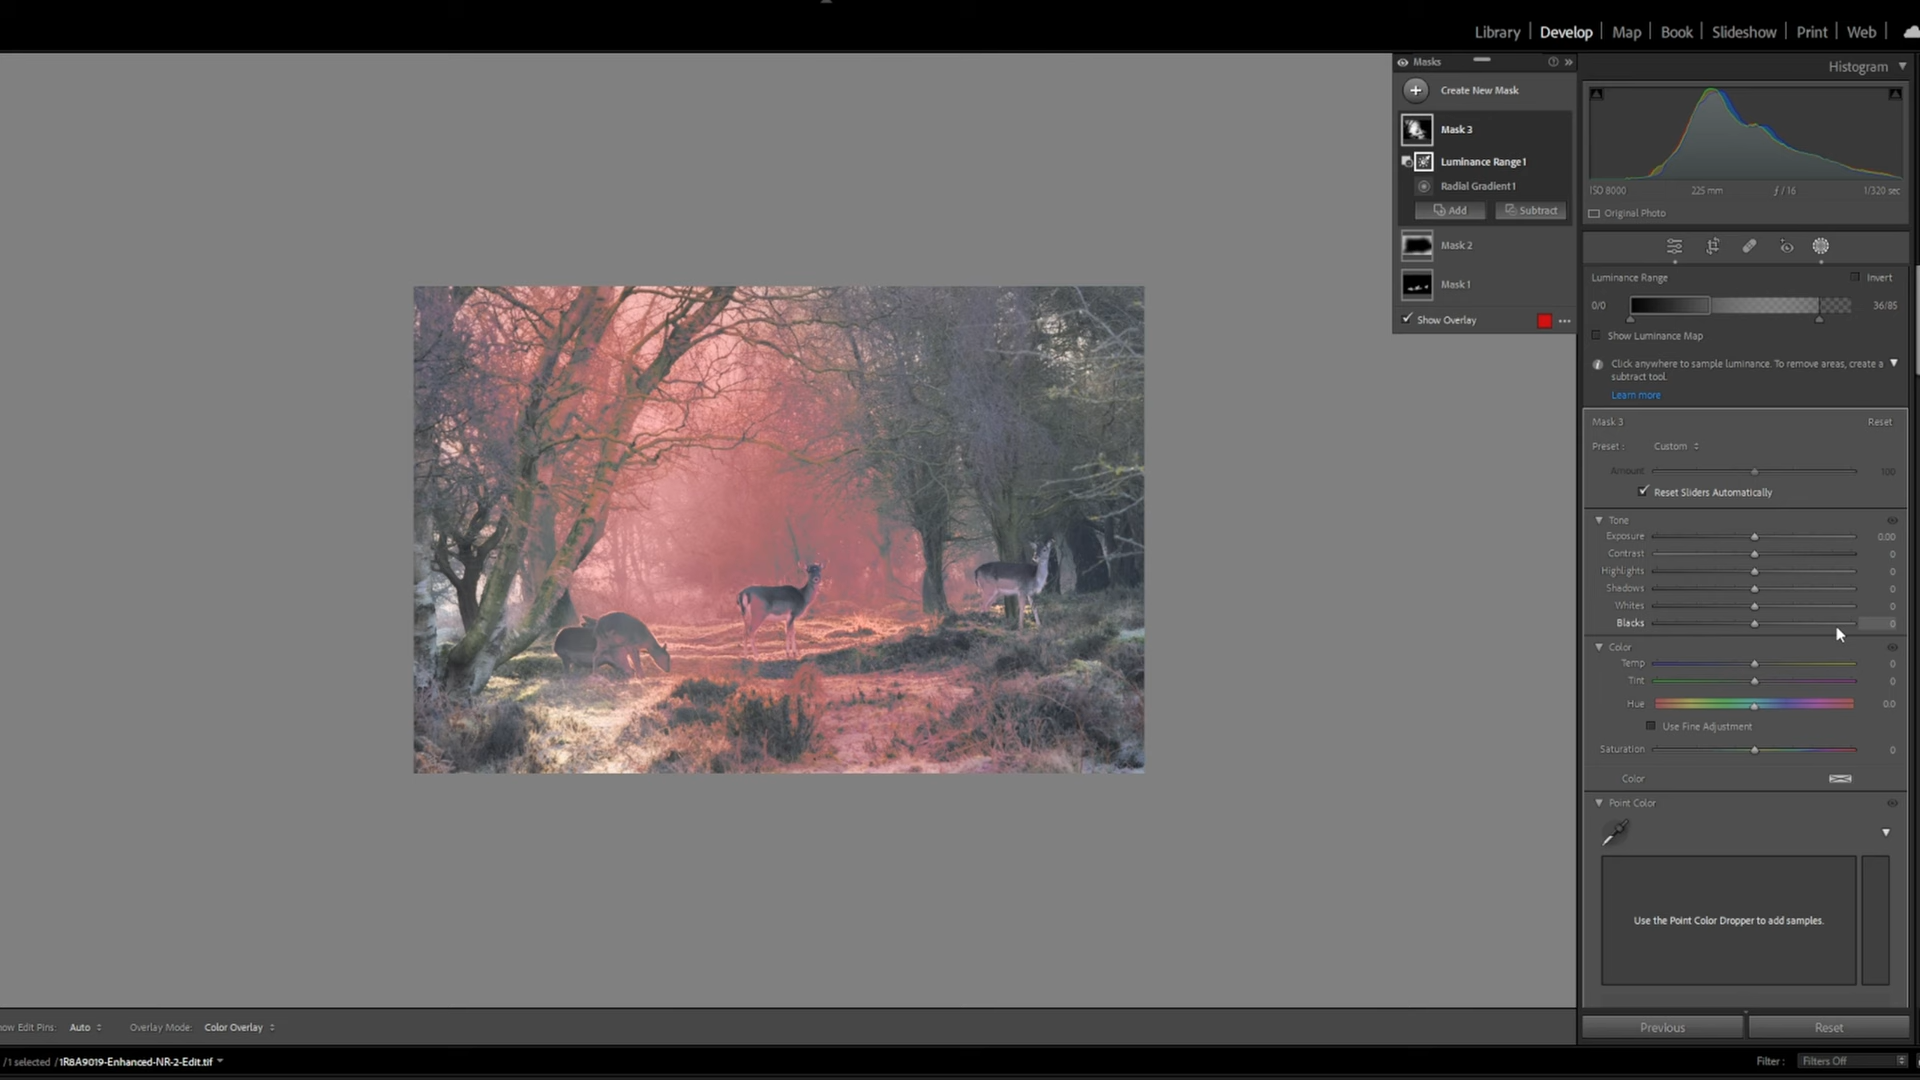 Library | Develop | Map | Book | Slideshow | Print | Web |
Masks
Create New Mask
Mask 3
Luminance Range 1
Radial Gradient 1
Add Subtract
Mask 2
Mask 1
Show Overlay
Histogram
ISO 8000 225 mm ƒ / 16 1/320 sec
Original Photo
Luminance Range Invert
0/0 36/85
Show Luminance Map
Click anywhere to sample luminance. To remove areas, create a
subtract tool.
Learn more
Mask 3 Reset
Preset : Custom
Amount 100
Reset Sliders Automatically
Tone
Exposure 0.00
Contrast 0
Highlights 0
Shadows 0
Whites 0
Blacks 0
Color
Temp 0
Tint 0
Hue 0.0
Use Fine Adjustment
Saturation 0
Color
Point Color
Use the Point Color Dropper to add samples.
Previous Reset
ow Edit Pins: Auto Overlay Mode: Color Overlay
/1 selected /1R8A9019-Enhanced-NR-2-Edit.tif
Filter : Filters Off